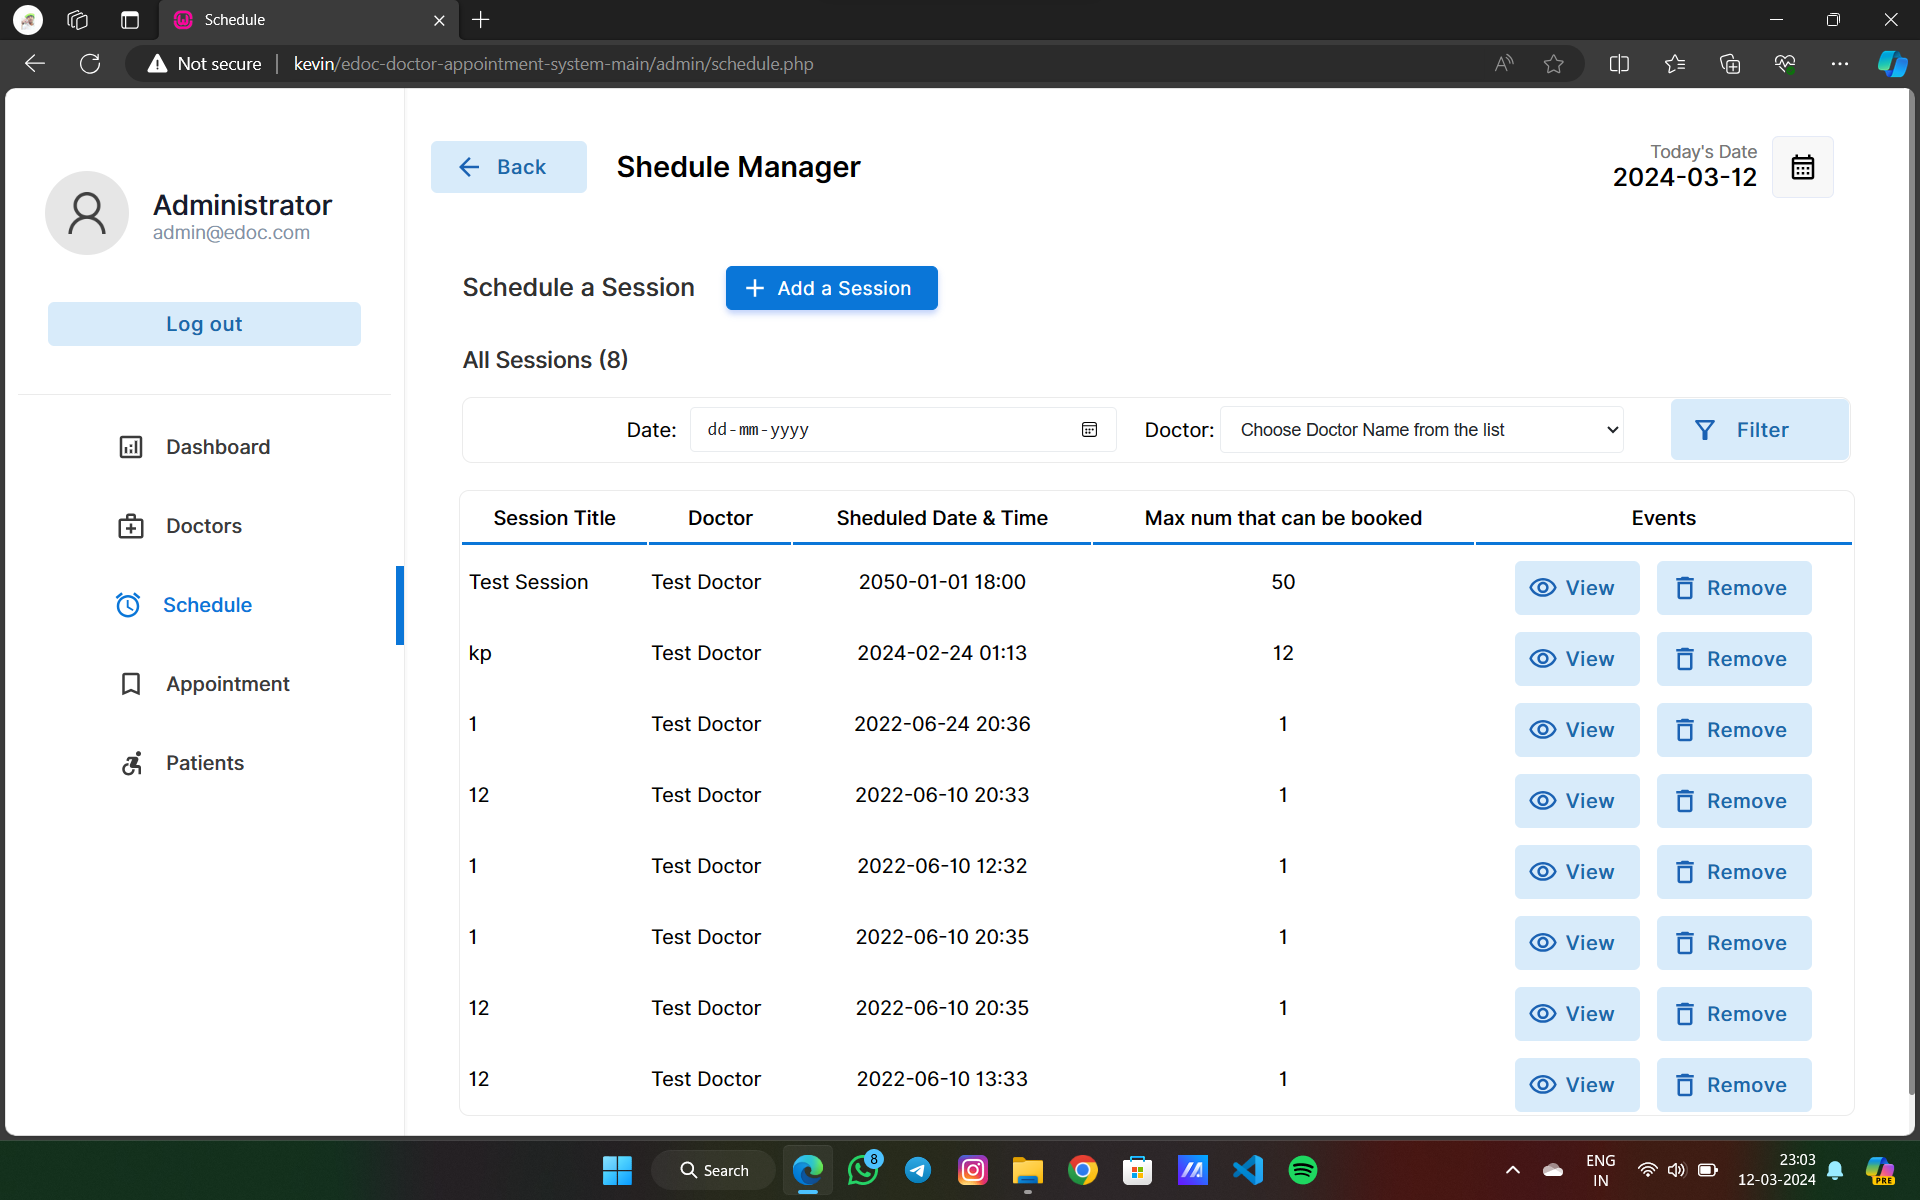 Schedule
Not secure
kevin/edoc-doctor-appointment-system-main/admin/schedule.php
Administrator
admin@edoc.com
Log out
Dashboard
Doctors
Schedule
Appointment
Patients
Back
Shedule Manager
Today's Date
2024-03-12
Schedule a Session
Add a Session
All Sessions (8)
Date: dd-mm-yyyy Doctor: Choose Doctor Name from the list Filter
Session Title Doctor Sheduled Date & Time Max num that can be booked Events
Test Session Test Doctor 2050-01-01 18:00 50 View Remove
kp Test Doctor 2024-02-24 01:13 12 View Remove
1 Test Doctor 2022-06-24 20:36 1 View Remove
12 Test Doctor 2022-06-10 20:33 1 View Remove
1 Test Doctor 2022-06-10 12:32 1 View Remove
1 Test Doctor 2022-06-10 20:35 1 View Remove
12 Test Doctor 2022-06-10 20:35 1 View Remove
12 Test Doctor 2022-06-10 13:33 1 View Remove
Search
8
ENG
IN
23:03
12-03-2024
PRE